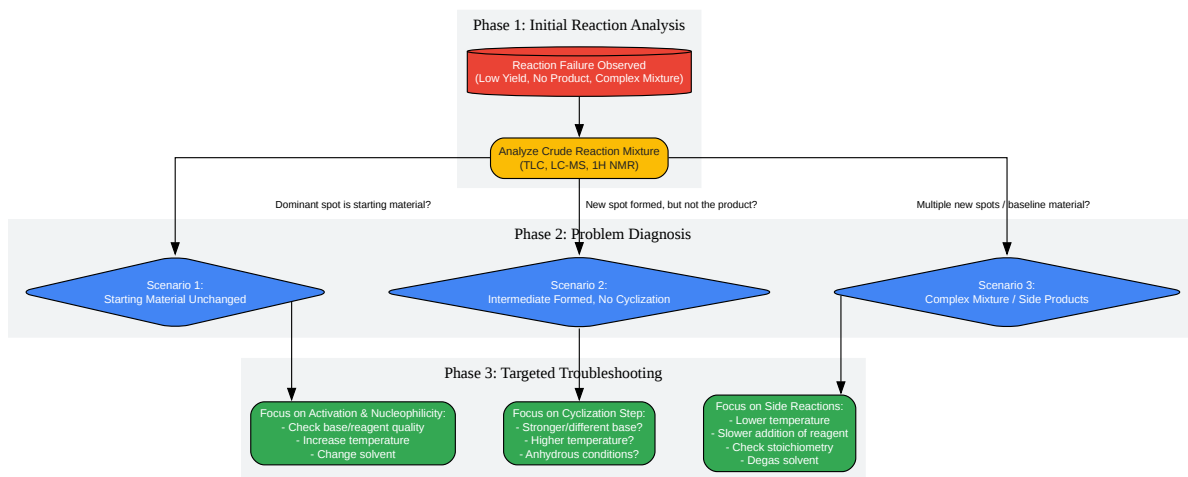 Phase 1: Initial Reaction Analysis
Reaction Failure Observed
(Low Yield, No Product, Complex Mixture)
Analyze Crude Reaction Mixture
(TLC, LC-MS, 1H NMR)
Dominant spot is starting material?
New spot formed, but not the product?
Multiple new spots / baseline material?
Phase 2: Problem Diagnosis
Scenario 1:
Starting Material Unchanged
Scenario 2:
Intermediate Formed, No Cyclization
Scenario 3:
Complex Mixture / Side Products
Phase 3: Targeted Troubleshooting
Focus on Activation & Nucleophilicity:
- Check base/reagent quality
- Increase temperature
- Change solvent
Focus on Cyclization Step:
- Stronger/different base?
- Higher temperature?
- Anhydrous conditions?
Focus on Side Reactions:
- Lower temperature
- Slower addition of reagent
- Check stoichiometry
- Degas solvent